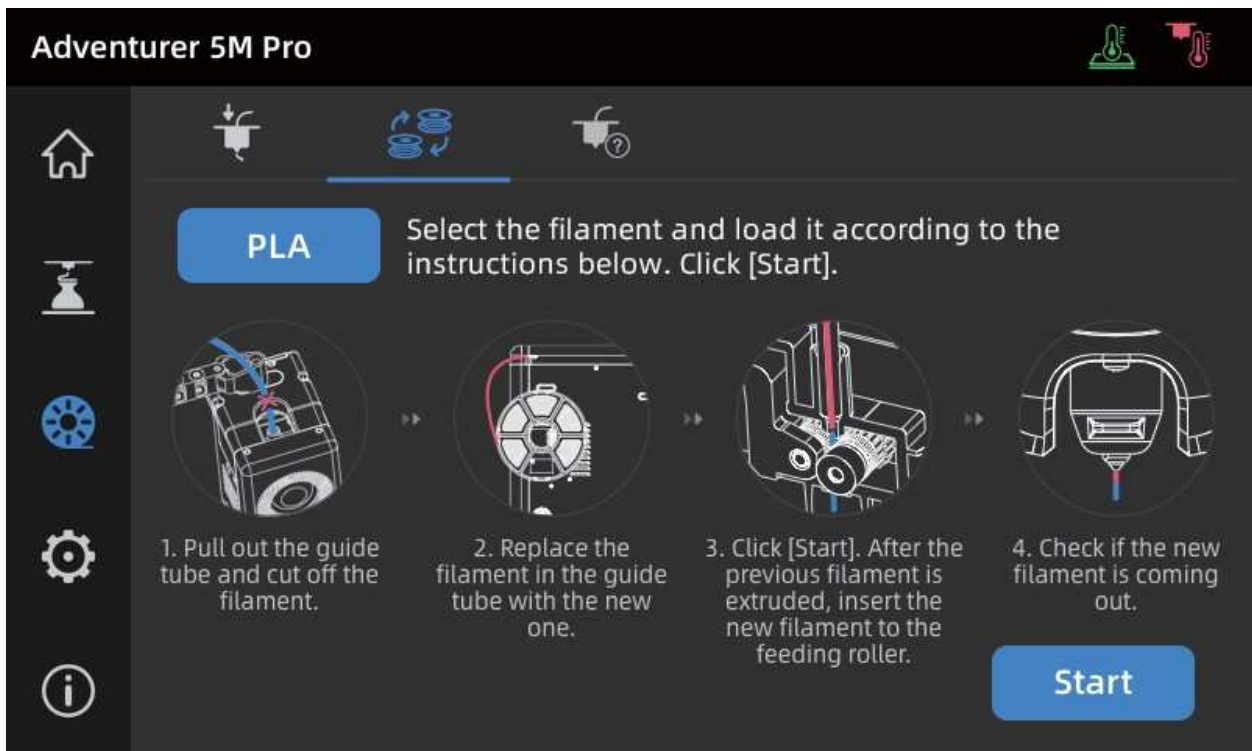 Adventurer 5M Pro
PLA
Select the filament and load it according to the
instructions below. Click [Start].
1. Pull out the guide
tube and cut off the
filament.
2. Replace the
filament in the guide
tube with the new
one.
3. Click [Start]. After the
previous filament is
extruded, insert the
new filament to the
feeding roller.
4. Check if the new
filament is coming
out.
Start